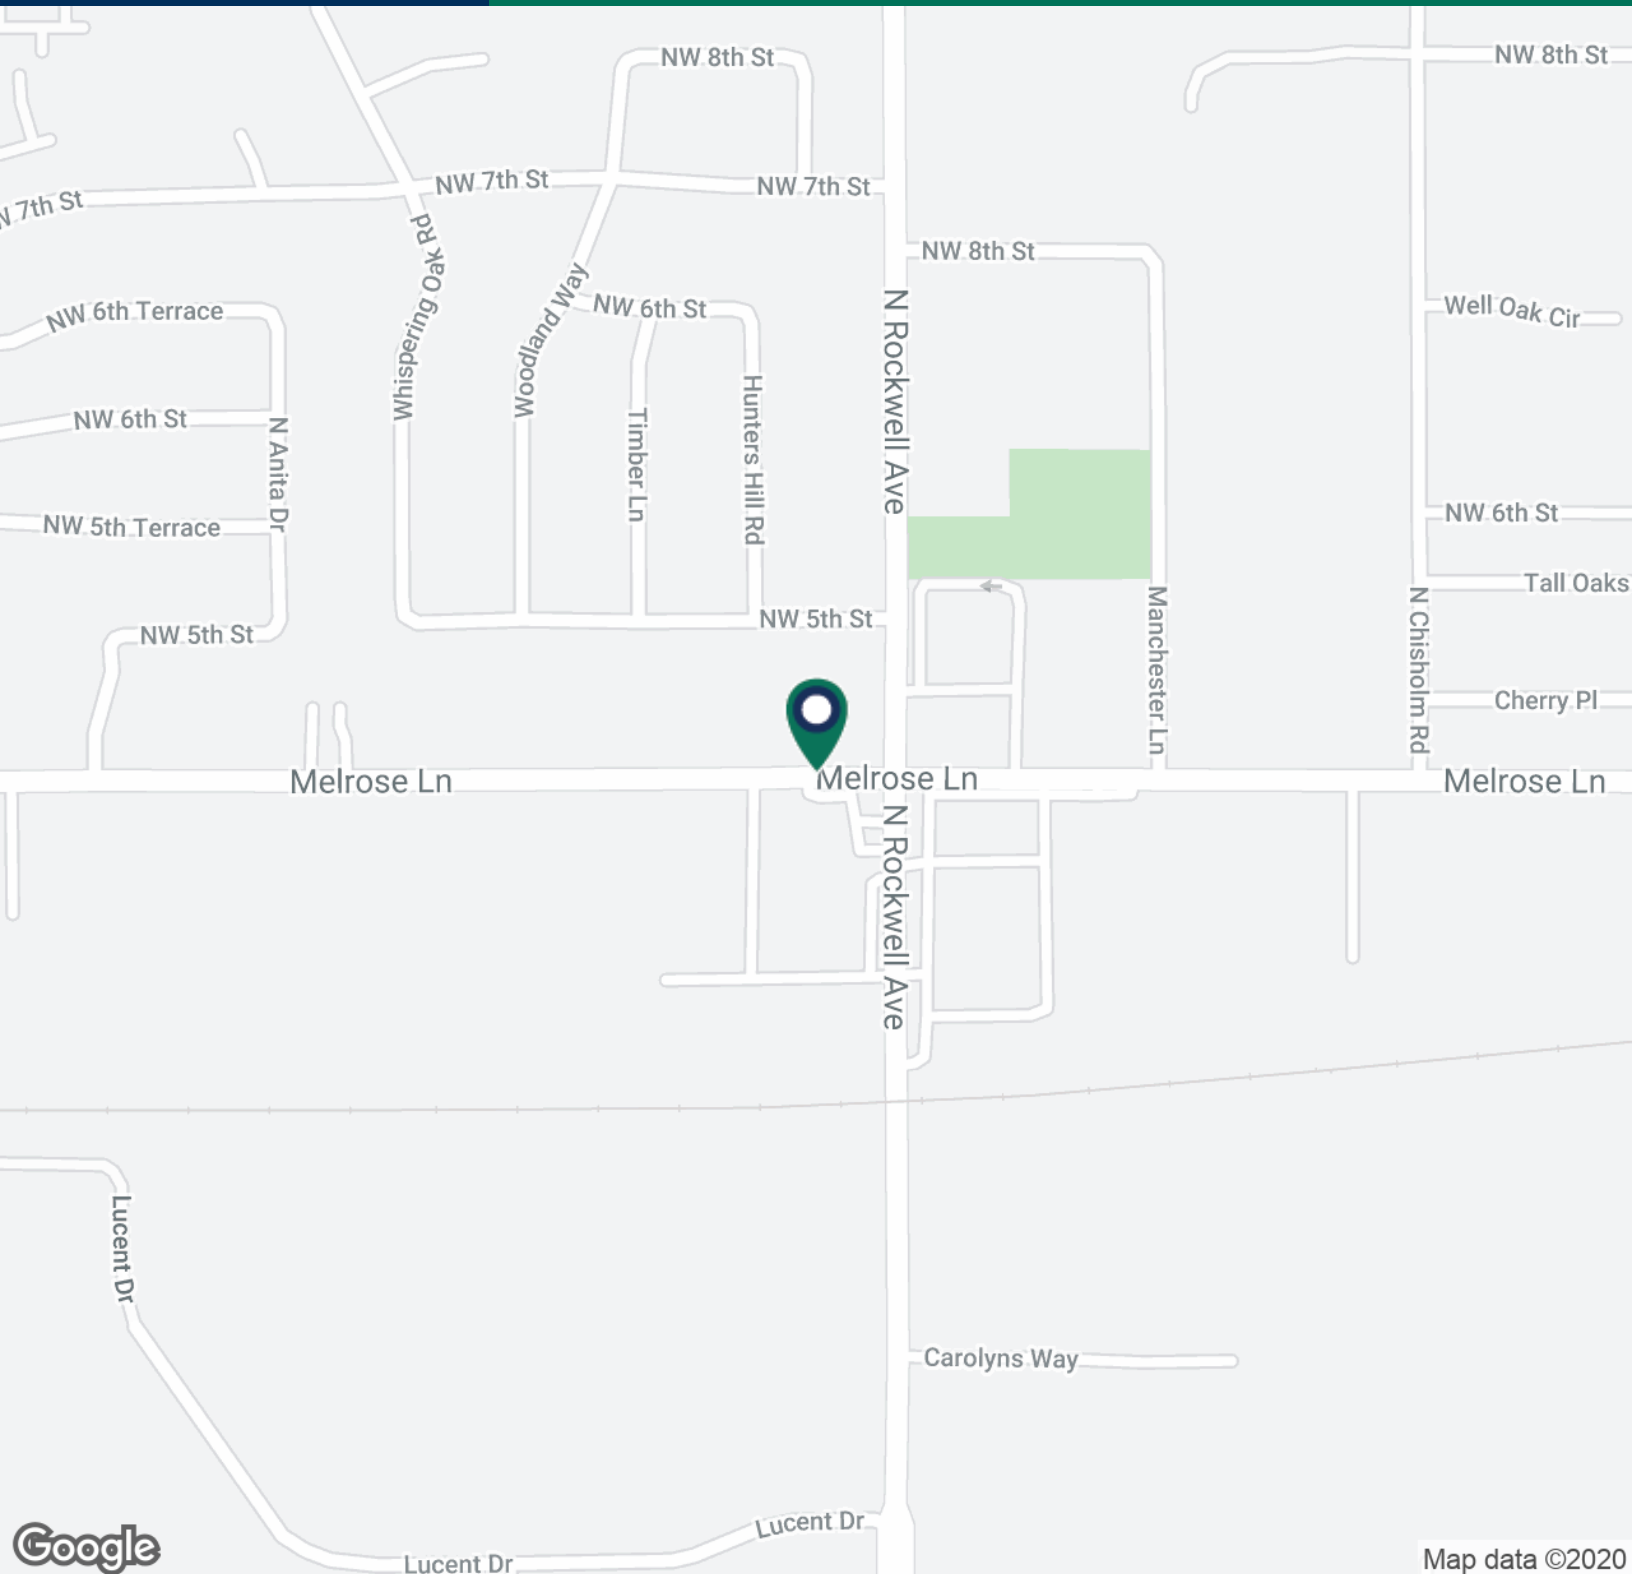 NW 8th St
NW 8th St
NW 7th St
NW 7th St
7th St
Whispering Oak Rd
NW 8th St
Woodland Way
NW 6th Terrace
NW 6th St
N Rockwell Ave
Well Oak Cir
NW 6th St
N Anita Dr
Timber Ln
Hunters Hill Rd
NW 5th Terrace
NW 6th St
Tall Oaks
NW 5th St
NW 5th St
Manchester Ln
N Chisholm Rd
Cherry Pl
Melrose Ln
Melrose Ln
Melrose Ln
N Rockwell Ave
Lucent Dr
Carolyns Way
Lucent Dr
Lucent Dr
Google
Map data ©2020